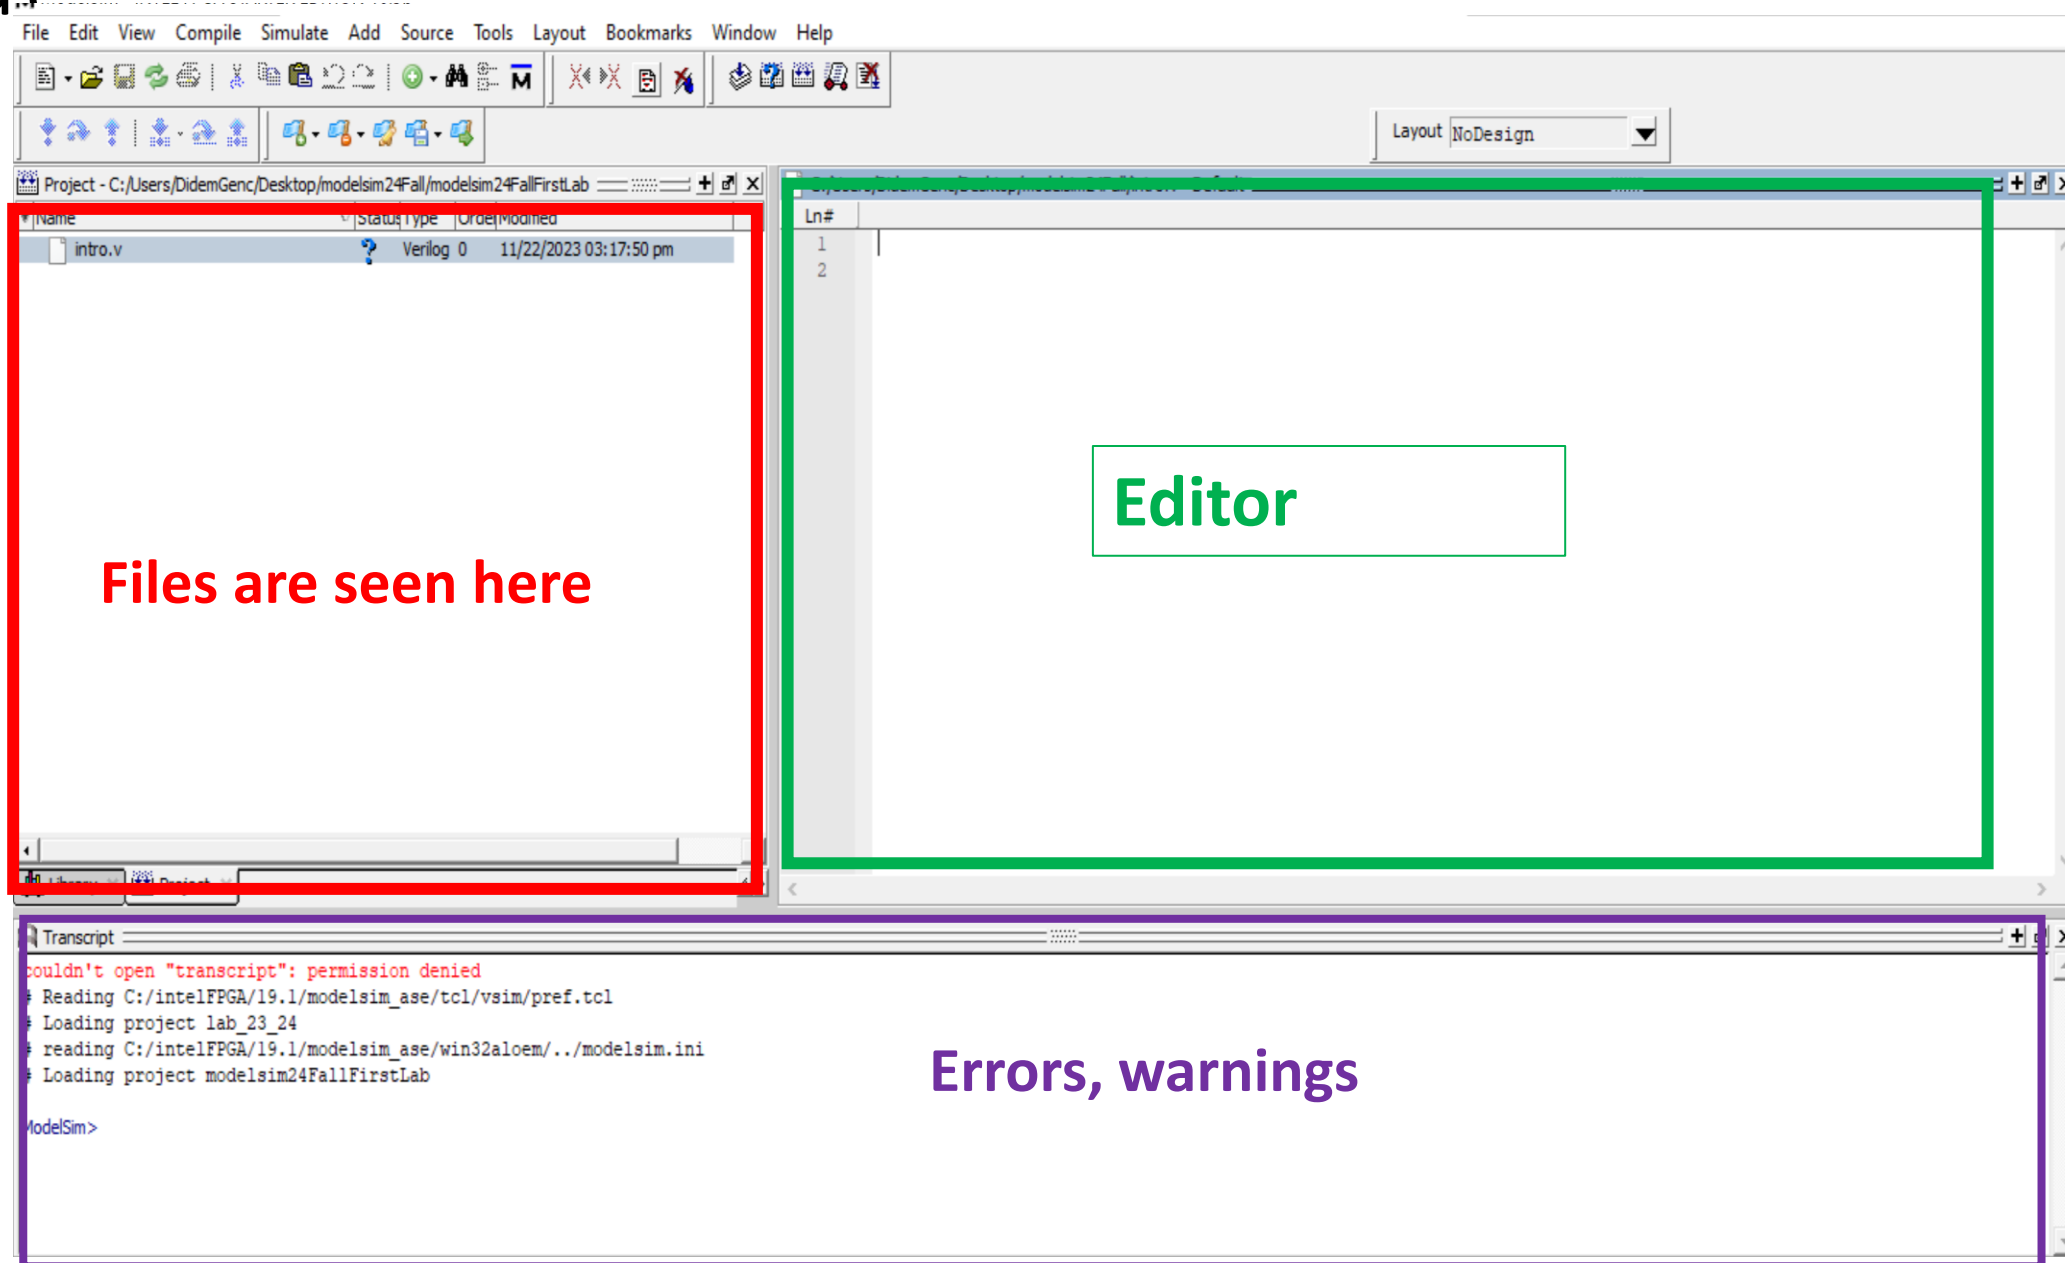 File Edit View Compile Simulate Add Source Tools Layout Bookmarks Window Help
Layout NoDesign
Project - C:/Users/DidemGenc/Desktop/modelsim24Fall/modelsim24FallFirstLab
Name Status Type Order Modified
intro.v ? Verilog 0 11/22/2023 03:17:50 pm
Files are seen here
Project
Ln#
1
2
Editor
Transcript
couldn't open "transcript": permission denied
# Reading C:/intelFPGA/19.1/modelsim_ase/tcl/vsim/pref.tcl
# Loading project lab_23_24
# reading C:/intelFPGA/19.1/modelsim_ase/win32aloem/../modelsim.ini
# Loading project modelsim24FallFirstLab
ModelSim>
Errors, warnings